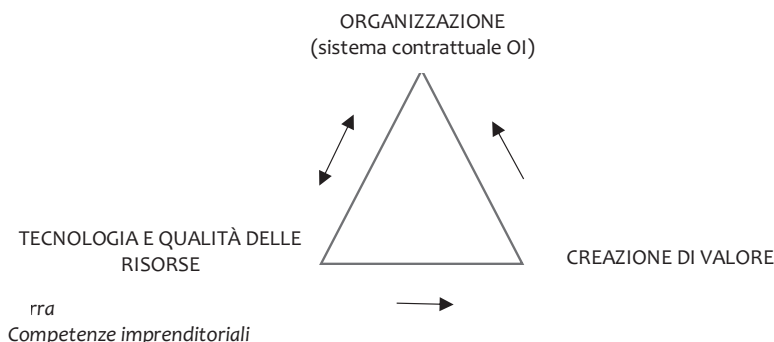 ORGANIZZAZIONE
(sistema contrattuale OI)
TECNOLOGIA E QUALITÀ DELLE
RISORSE
CREAZIONE DI VALORE
rra
Competenze imprenditoriali